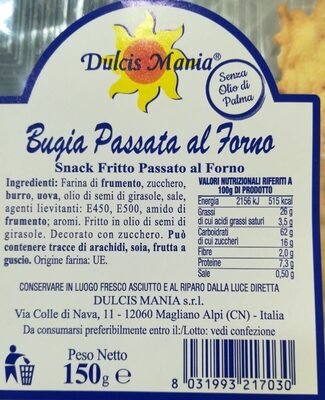 Dulcis Mania®
Senza
Olio di
Palma
Bugia Passata al Forno
Snack Fritto Passato al Forno
Ingredienti: Farina di frumento, zucchero,
burro, uova, olio di semi di girasole, sale,
agenti lievitanti: E450, E500, amido di
frumento; aromi. Fritto in olio di semi di
girasole. Decorato con zucchero. Può
contenere tracce di arachidi, soia, frutta a
guscio. Origine farina: UE.
VALORI NUTRIZIONALI RIFERITI A
100g DI PRODOTTO
Energia 2156 kJ 515 kcal
Grassi 26 g
di cui acidi grassi saturi 3,5 g
Carboidrati 62 g
di cui zuccheri 16 g
Fibre 2,0 g
Proteine 7,3 g
Sale 0,50 g
CONSERVARE IN LUOGO FRESCO ASCIUTTO E AL RIPARO DALLA LUCE DIRETTA
DULCIS MANIA s.r.l.
Via Colle di Nava, 11 - 12060 Magliano Alpi (CN) - Italia
Da consumarsi preferibilmente entro il:/Lotto: vedi confezione
Peso Netto
150g e
8 031993 217030